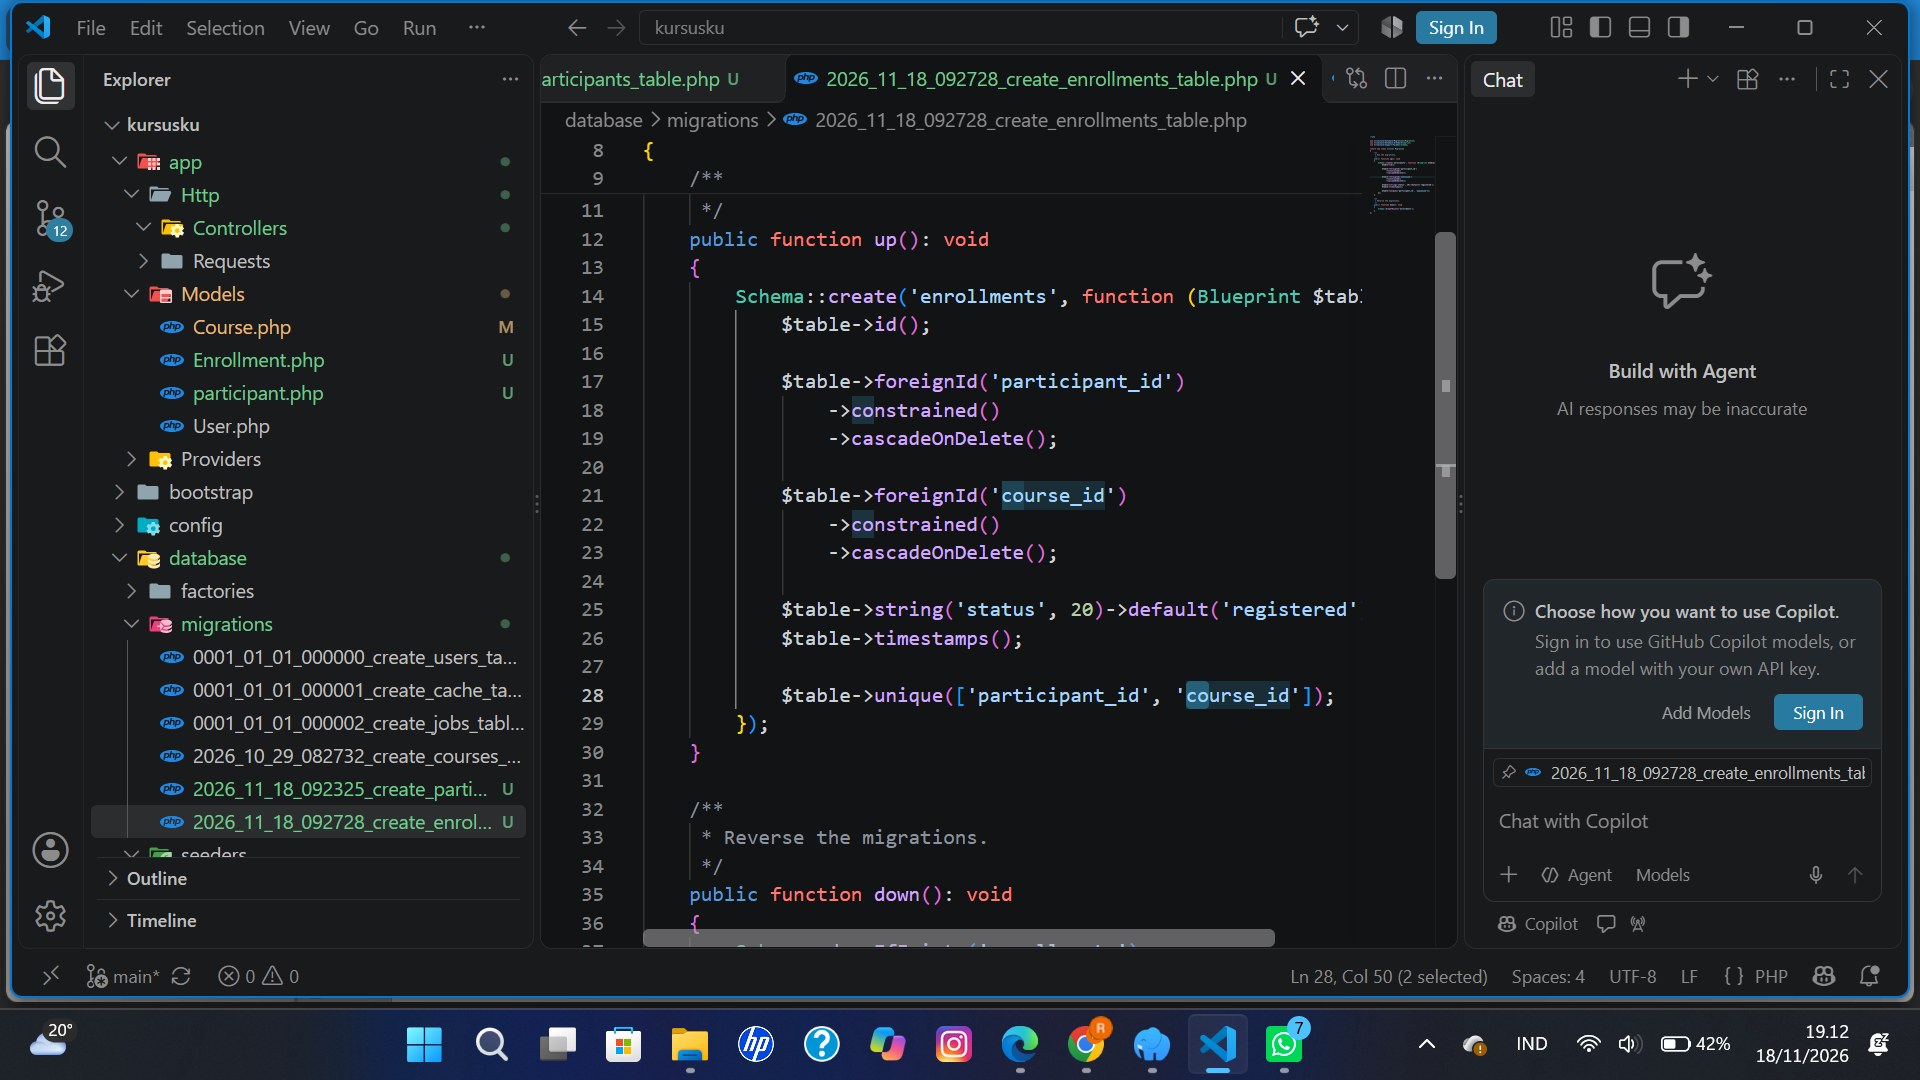 File Edit Selection View Go Run ···
kursusku
Sign In
Explorer
kursusku
app
Http
Controllers
Requests
Models
Course.php M
Enrollment.php U
participant.php U
User.php
Providers
bootstrap
config
database
factories
migrations
0001_01_01_000000_create_users_ta...
0001_01_01_000001_create_cache_ta...
0001_01_01_000002_create_jobs_tabl...
2026_10_29_082732_create_courses_...
2026_11_18_092325_create_parti... U
2026_11_18_092728_create_enrol... U
seeders
Outline
Timeline
12
articipants_table.php U
2026_11_18_092728_create_enrollments_table.php U
database > migrations > 2026_11_18_092728_create_enrollments_table.php
8 {
9 /**
11 */
12 public function up(): void
13 {
14 Schema::create('enrollments', function (Blueprint $tabl
15 $table->id();
16
17 $table->foreignId('participant_id')
18 ->constrained()
19 ->cascadeOnDelete();
20
21 $table->foreignId('course_id')
22 ->constrained()
23 ->cascadeOnDelete();
24
25 $table->string('status', 20)->default('registered'
26 $table->timestamps();
27
28 $table->unique(['participant_id', 'course_id']);
29 });
30 }
31
32 /**
33 * Reverse the migrations.
34 */
35 public function down(): void
36 {
Chat
Build with Agent
AI responses may be inaccurate
Choose how you want to use Copilot.
Sign in to use GitHub Copilot models, or
add a model with your own API key.
Add Models Sign In
2026_11_18_092728_create_enrollments_tab
Chat with Copilot
Agent Models
Copilot
main* 0 0
Ln 28, Col 50 (2 selected) Spaces: 4 UTF-8 LF { } PHP
20°
hp
?
R
7
IND
42%
19.12
18/11/2026